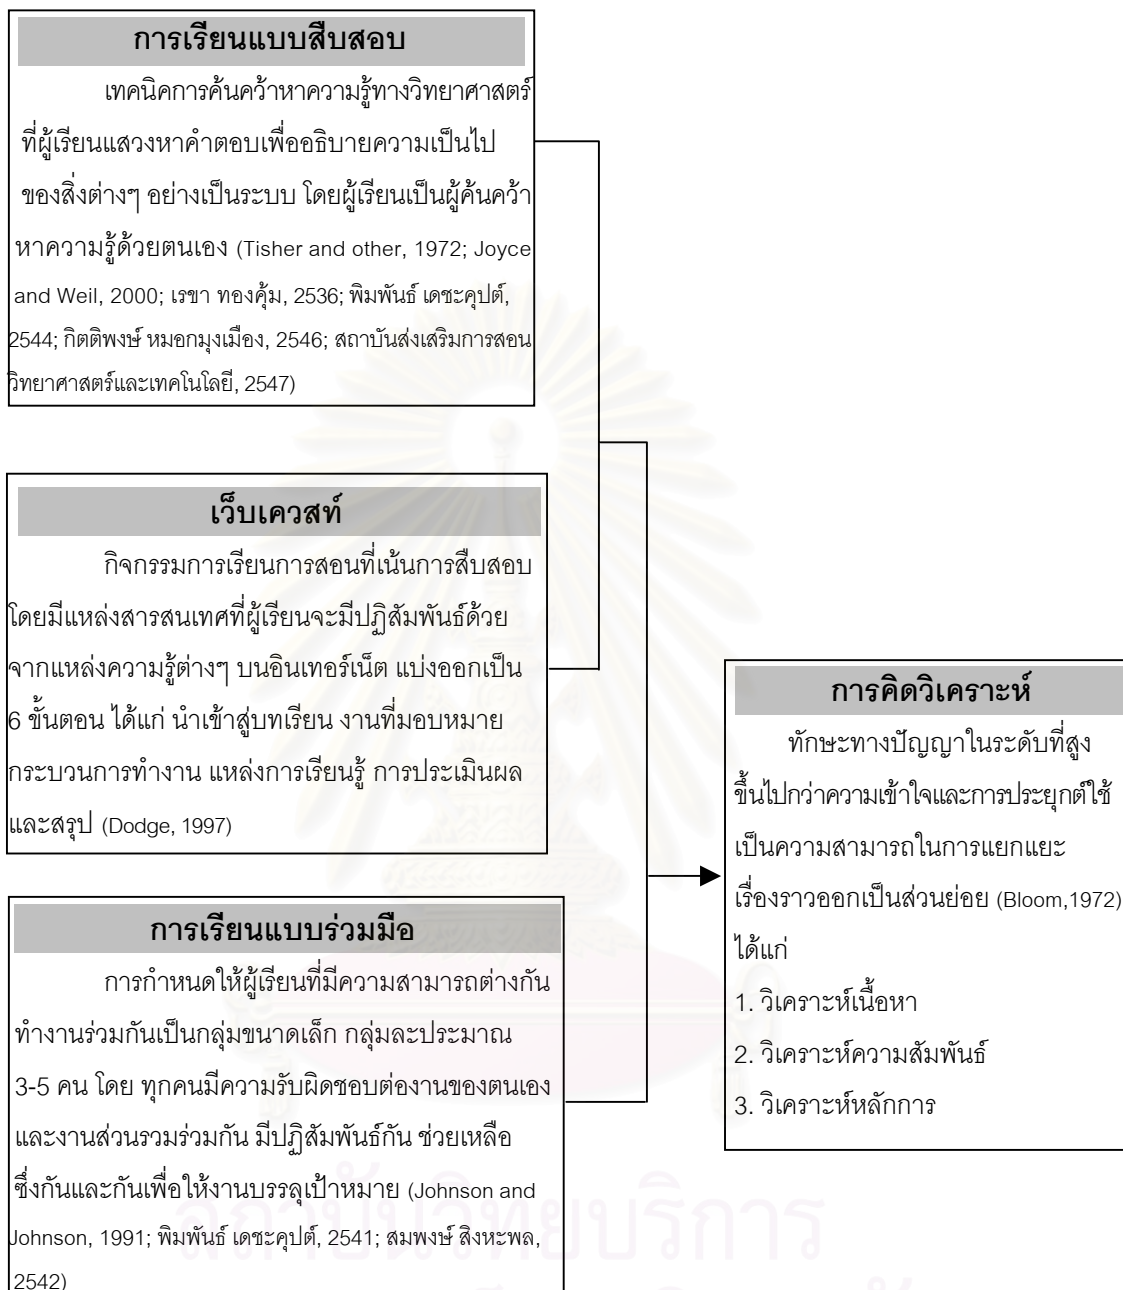 การเรียนแบบสืบสอบ
เทคนิคการค้นคว้าหาความรู้ทางวิทยาศาสตร์
ที่ผู้เรียนแสวงหาคำตอบเพื่ออธิบายความเป็นไป
ของสิ่งต่างๆ อย่างเป็นระบบ โดยผู้เรียนเป็นผู้ค้นคว้า
หาความรู้ด้วยตนเอง (Tisher and other, 1972; Joyce
and Weil, 2000; เรขา ทองคุ้ม, 2536; พิมพันธ์ เดชะคุปต์,
2544; กิตติพงษ์ หมอกมุงเมือง, 2546; สถาบันส่งเสริมการสอน
วิทยาศาสตร์และเทคโนโลยี, 2547)
เว็บเควสท์
กิจกรรมการเรียนการสอนที่เน้นการสืบสอบ
โดยมีแหล่งสารสนเทศที่ผู้เรียนจะมีปฏิสัมพันธ์ด้วย
จากแหล่งความรู้ต่างๆ บนอินเทอร์เน็ต แบ่งออกเป็น
6 ขั้นตอน ได้แก่ นำเข้าสู่บทเรียน งานที่มอบหมาย
กระบวนการทำงาน แหล่งการเรียนรู้ การประเมินผล
และสรุป (Dodge, 1997)
การเรียนแบบร่วมมือ
การกำหนดให้ผู้เรียนที่มีความสามารถต่างกัน
ทำงานร่วมกันเป็นกลุ่มขนาดเล็ก กลุ่มละประมาณ
3-5 คน โดย ทุกคนมีความรับผิดชอบต่องานของตนเอง
และงานส่วนรวมร่วมกัน มีปฏิสัมพันธ์กัน ช่วยเหลือ
ซึ่งกันและกันเพื่อให้งานบรรลุเป้าหมาย (Johnson and
Johnson, 1991; พิมพันธ์ เดชะคุปต์, 2541; สมพงษ์ สิงหะพล,
2542)
การคิดวิเคราะห์
ทักษะทางปัญญาในระดับที่สูง
ขึ้นไปกว่าความเข้าใจและการประยุกต์ใช้
เป็นความสามารถในการแยกแยะ
เรื่องราวออกเป็นส่วนย่อย (Bloom,1972)
ได้แก่
1. วิเคราะห์เนื้อหา
2. วิเคราะห์ความสัมพันธ์
3. วิเคราะห์หลักการ
สถาบันวิทยบริการ